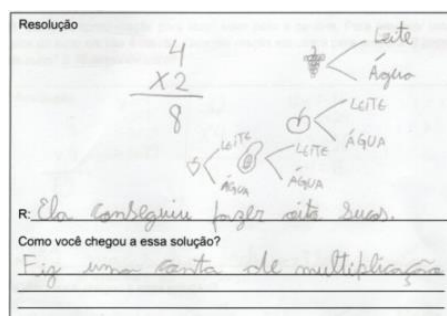 Resolução
4
X2
8
Leite
Água
LEITE
ÁGUA
LEITE
ÁGUA
LEITE
ÁGUA
R: Ela conseguiu fazer oito sucos.
Como você chegou a essa solução?
Fiz uma conta de multiplicação